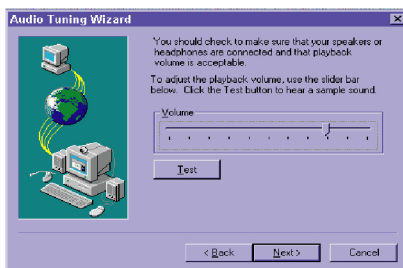 Audio Tuning Wizard
You should check to make sure that your speakers or
headphones are connected and that playback
volume is acceptable.
To adjust the playback volume, use the slider bar
below. Click the Test button to hear a sample sound.
Volume
Test
< Back
Next >
Cancel